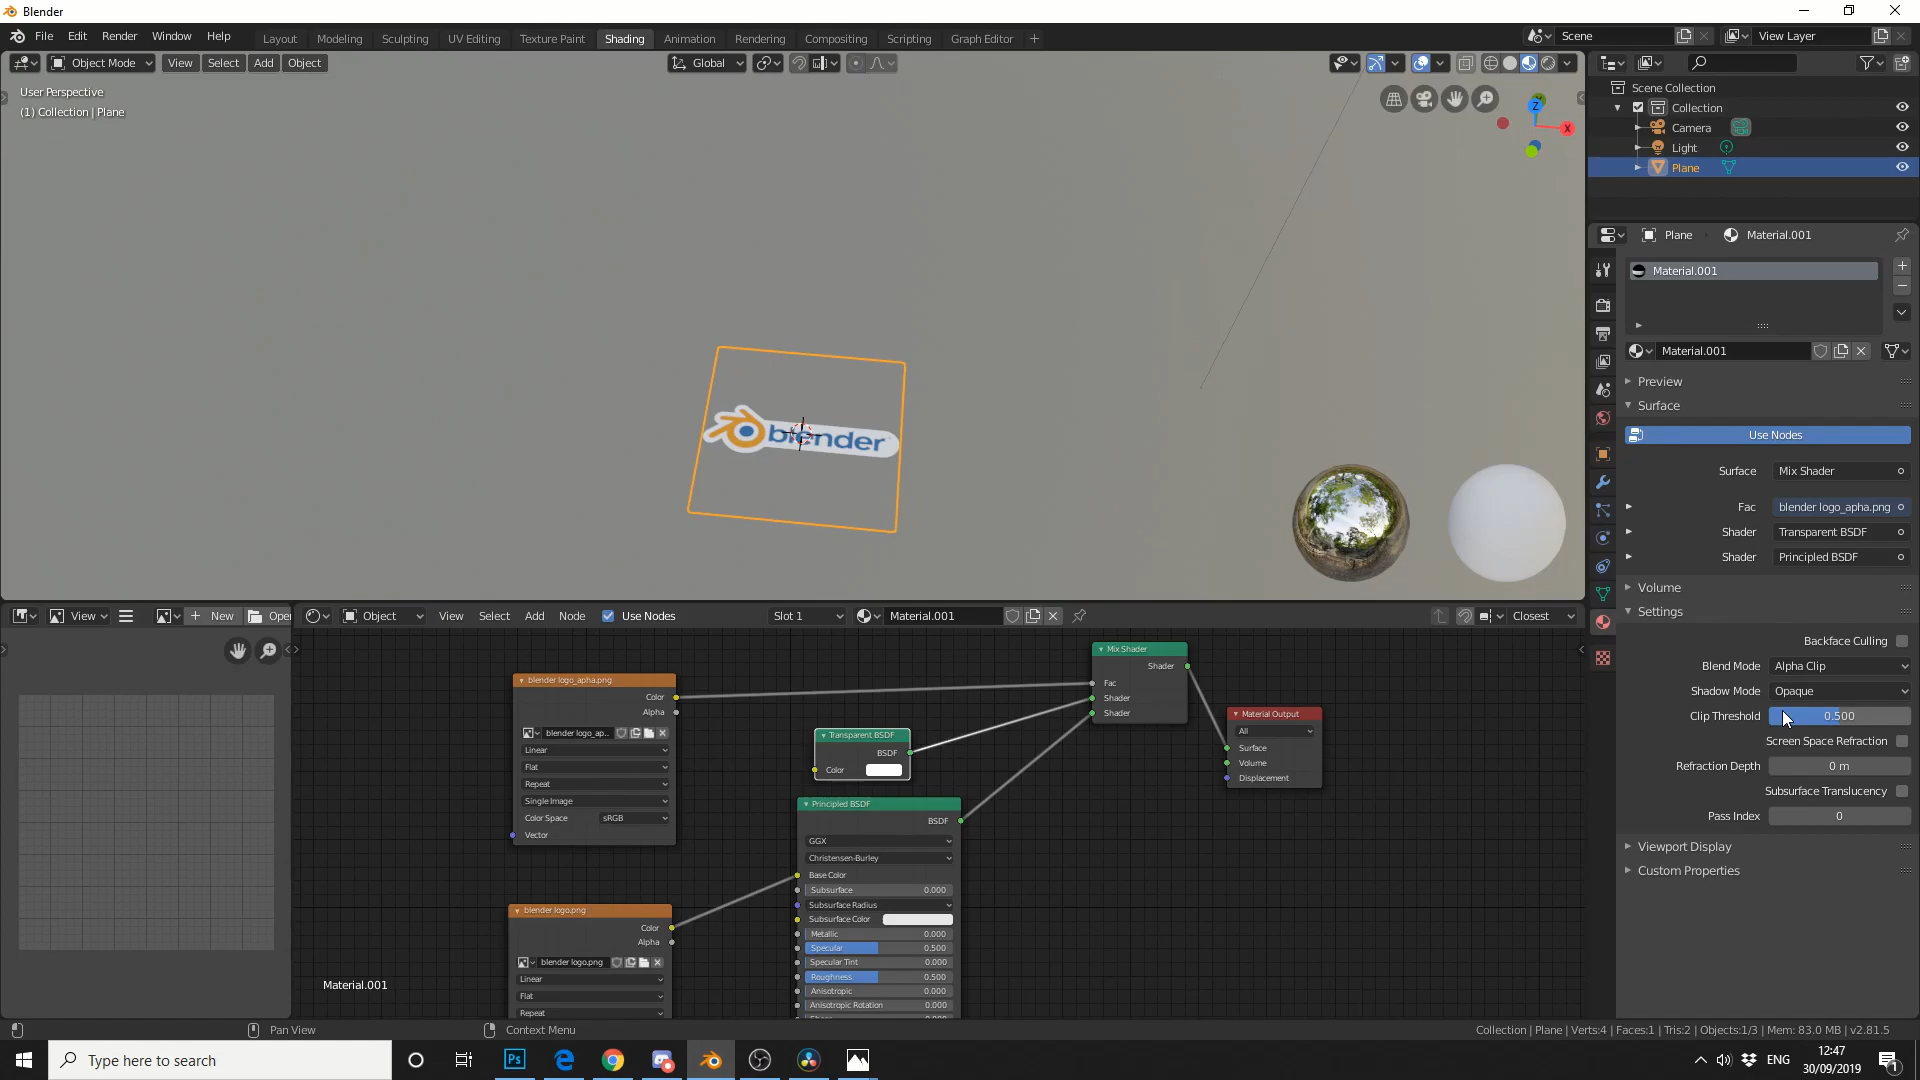 Blender
File Edit Render Window Help
Layout Modeling Sculpting UV Editing Texture Paint Shading Animation Rendering Compositing Scripting Graph Editor +
Scene
View Layer
Object Mode View Select Add Object
Global
User Perspective
(1) Collection | Plane
Z
X
blender
Scene Collection
Collection
Camera
Light
Plane
Plane Material.001
Material.001
Material.001
Preview
Surface
Use Nodes
Surface Mix Shader
Fac blender logo_apha.png
Shader Transparent BSDF
Shader Principled BSDF
Volume
Settings
Backface Culling
Blend Mode Alpha Clip
Shadow Mode Opaque
Clip Threshold 0.500
Screen Space Refraction
Refraction Depth 0 m
Subsurface Translucency
Pass Index 0
Viewport Display
Custom Properties
View New Open
Object View Select Add Node Use Nodes Slot 1 Material.001 Closest
blender logo_apha.png
Color
Alpha
blender logo_ap..
Linear
Flat
Repeat
Single Image
Color Space sRGB
Vector
Transparent BSDF
BSDF
Color
Mix Shader
Shader
Fac
Shader
Shader
Material Output
All
Surface
Volume
Displacement
Principled BSDF
BSDF
GGX
Christensen-Burley
Base Color
Subsurface 0.000
Subsurface Radius
Subsurface Color
Metallic 0.000
Specular 0.500
Specular Tint 0.000
Roughness 0.500
Anisotropic 0.000
Anisotropic Rotation 0.000
blender logo.png
Color
Alpha
blender logo.png
Linear
Flat
Repeat
Material.001
Pan View
Context Menu
Collection | Plane | Verts:4 | Faces:1 | Tris:2 | Objects:1/3 | Mem: 83.0 MB | v2.81.5
Type here to search
Ps
ENG
12:47
30/09/2019
1